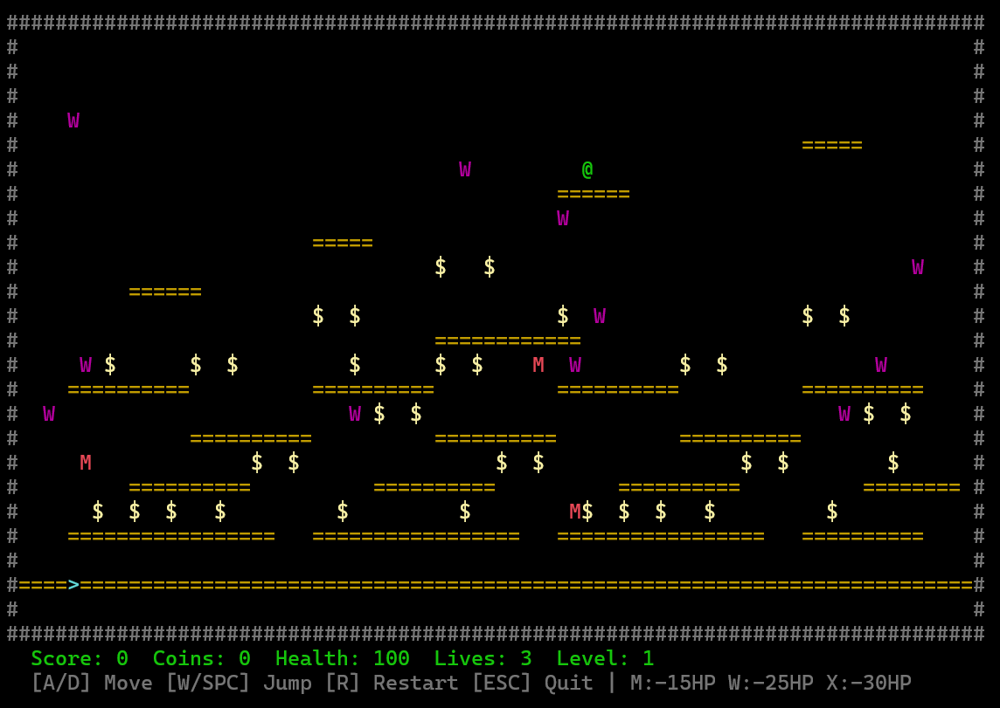 ################################################################################
#                                                                              #
#                                                                              #
#                                                                              #
#    W                                                                         #
#                                                                =====         #
#                                    W         @                               #
#                                            ======                            #
#                                            W                                 #
#                        =====                                                 #
#                                  $   $                                  W    #
#         ======                                                               #
#                        $  $                $  W                $  $          #
#                                  ============                                #
#     W $      $  $         $      $  $    M  W        $  $            W       #
#    ==========          ==========          ==========          ==========    #
#  W                        W $  $                                  W $  $     #
#              ==========          ==========          ==========              #
#     M             $  $                $  $                $  $        $      #
#         ==========          ==========          ==========          ======== #
#      $  $  $   $         $         $        M$  $  $   $         $           #
#    =================   =================   =================   ==========    #
#                                                                              #
#====>=========================================================================#
#                                                                              #
################################################################################
Score: 0  Coins: 0  Health: 100  Lives: 3  Level: 1
[A/D] Move [W/SPC] Jump [R] Restart [ESC] Quit | M:-15HP W:-25HP X:-30HP